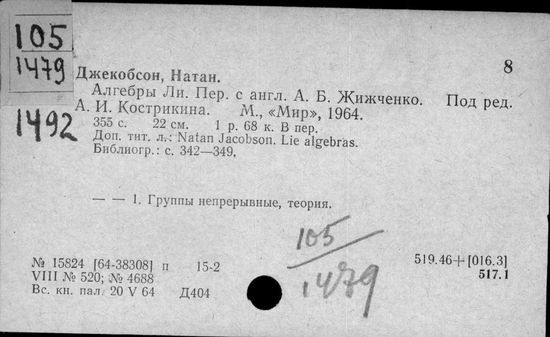 105
1479
1492
8
Джекобсон, Натан.
Алгебры Ли. Пер. с англ. А. Б. Жижченко. Под ред.
А. И. Кострикина. М., «Мир», 1964.
355 с. 22 см. 1 р. 68 к. В пер.
Доп. тит. л.: Natan Jacobson. Lie algebras.
Библиогр.: с. 342—349.
— — 1. Группы непрерывные, теория.
105
1479
№ 15824 [64-38308] п 15-2
VIII № 520; № 4688
Вс. кн. пал. 20 V 64 Д404
519.46+[016.3]
517.1